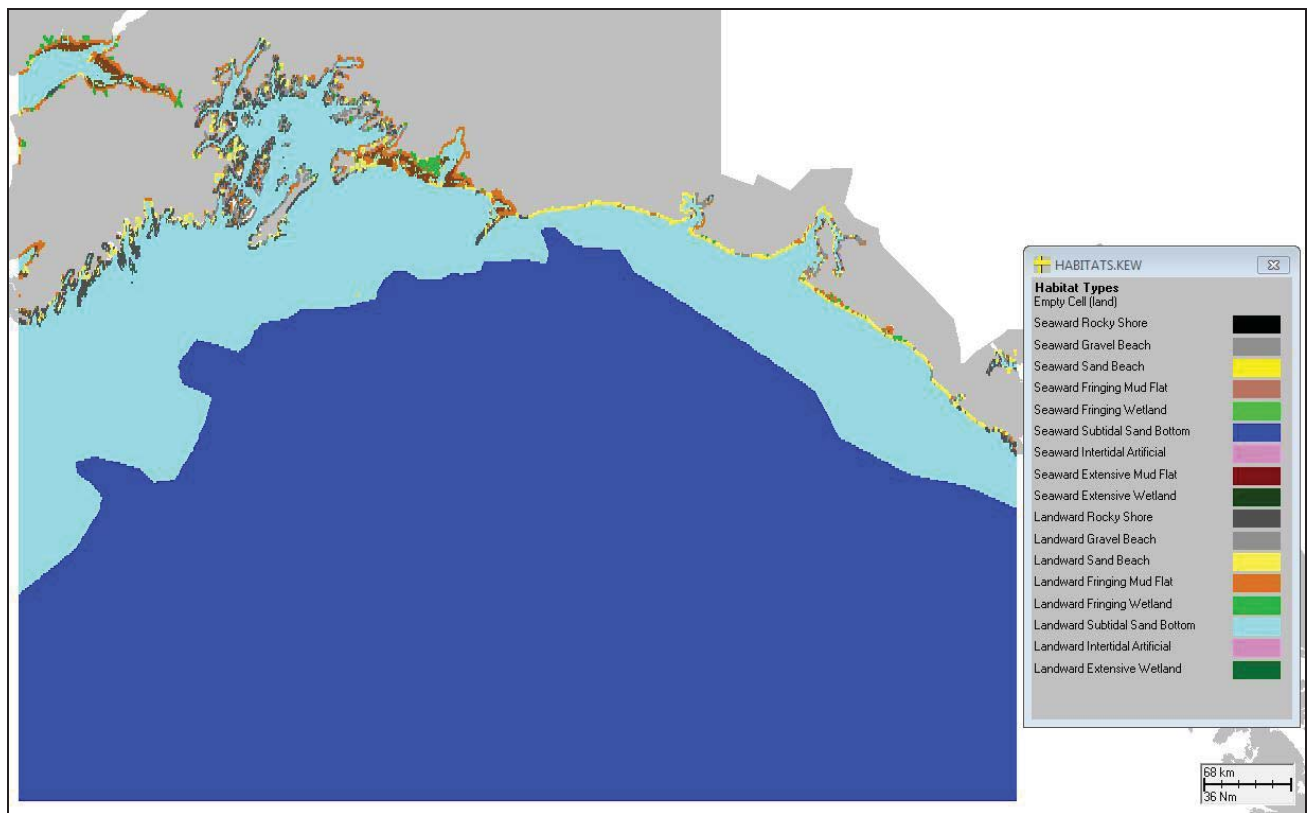 HABITATS.KEW
Habitat Types
Empty Cell (land)
Seaward Rocky Shore
Seaward Gravel Beach
Seaward Sand Beach
Seaward Fringing Mud Flat
Seaward Fringing Wetland
Seaward Subtidal Sand Bottom
Seaward Intertidal Artificial
Seaward Extensive Mud Flat
Seaward Extensive Wetland
Landward Rocky Shore
Landward Gravel Beach
Landward Sand Beach
Landward Fringing Mud Flat
Landward Fringing Wetland
Landward Subtidal Sand Bottom
Landward Intertidal Artificial
Landward Extensive Wetland
68 km
36 Nm